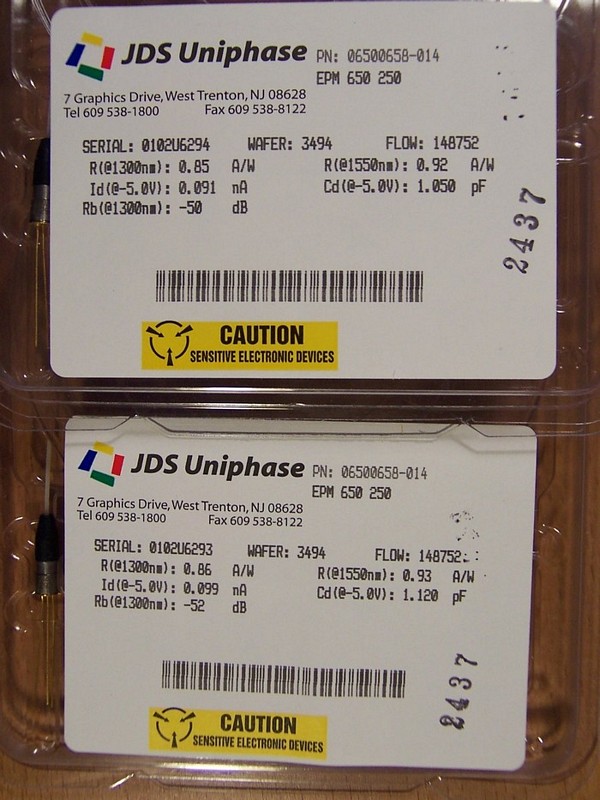 JDS Uniphase PN: 06500658-014
EPM 650 250
7 Graphics Drive, West Trenton, NJ 08628
Tel 609 538-1800 Fax 609 538-8122
SERIAL: 0102U6294 WAFER: 3494 FLOW: 148752
R(@1300nm): 0.85 A/W R(@1550nm): 0.92 A/W
Id(@-5.0V): 0.091 nA Cd(@-5.0V): 1.050 pF
Rb(@1300nm): -50 dB
2437
CAUTION
SENSITIVE ELECTRONIC DEVICES
JDS Uniphase PN: 06500658-014
EPM 650 250
7 Graphics Drive, West Trenton, NJ 08628
Tel 609 538-1800 Fax 609 538-8122
SERIAL: 0102U6293 WAFER: 3494 FLOW: 148752
R(@1300nm): 0.86 A/W R(@1550nm): 0.93 A/W
Id(@-5.0V): 0.099 nA Cd(@-5.0V): 1.120 pF
Rb(@1300nm): -52 dB
2437
CAUTION
SENSITIVE ELECTRONIC DEVICES